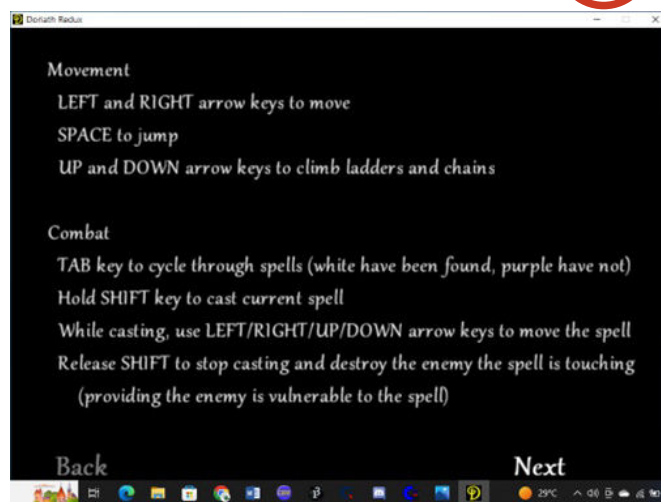 Doriath Redux
Movement
LEFT and RIGHT arrow keys to move
SPACE to jump
UP and DOWN arrow keys to climb ladders and chains
Combat
TAB key to cycle through spells (white have been found, purple have not)
Hold SHIFT key to cast current spell
While casting, use LEFT/RIGHT/UP/DOWN arrow keys to move the spell
Release SHIFT to stop casting and destroy the enemy the spell is touching
(providing the enemy is vulnerable to the spell)
Back Next
29°C